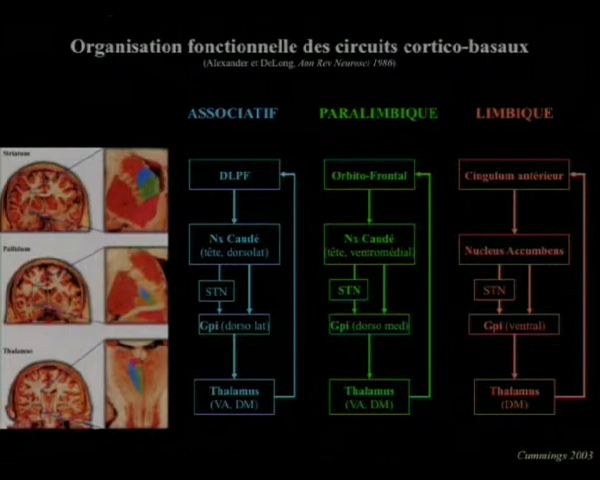 Organisation fonctionnelle des circuits cortico-basaux
(Alexander et DeLong, Ann Rev Neurosci 1986)
ASSOCIATIF
PARALIMBIQUE
LIMBIQUE
Striatum
Pallidum
Thalamus
DLPF
Nx Caudé
(tête, dorsolat)
STN
Gpi (dorso lat)
Thalamus
(VA, DM)
Orbito-Frontal
Nx Caudé
(tête, ventromédial)
STN
Gpi (dorso med)
Thalamus
(VA, DM)
Cingulum antérieur
Nucleus Accumbens
STN
Gpi (ventral)
Thalamus
(DM)
Cummings 2003